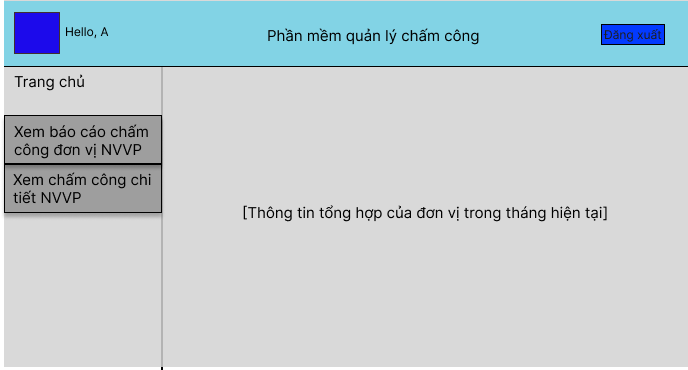 Hello, A
Phần mềm quản lý chấm công
Đăng xuất
Trang chủ
Xem báo cáo chấm
công đơn vị NVVP
Xem chấm công chi
tiết NVVP
[Thông tin tổng hợp của đơn vị trong tháng hiện tại]